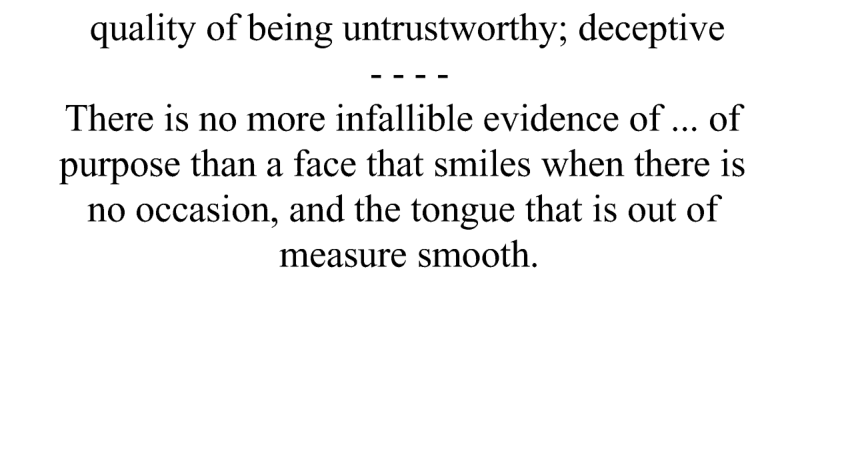 quality of being untrustworthy; deceptive
- - - -
There is no more infallible evidence of ... of
purpose than a face that smiles when there is
no occasion, and the tongue that is out of
measure smooth.